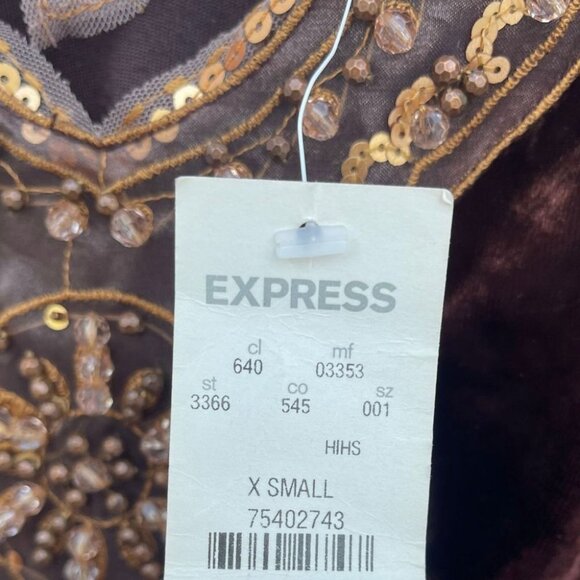 EXPRESS
cl mf
640 03353
st co sz
3366 545 001
HIHS
X SMALL
75402743